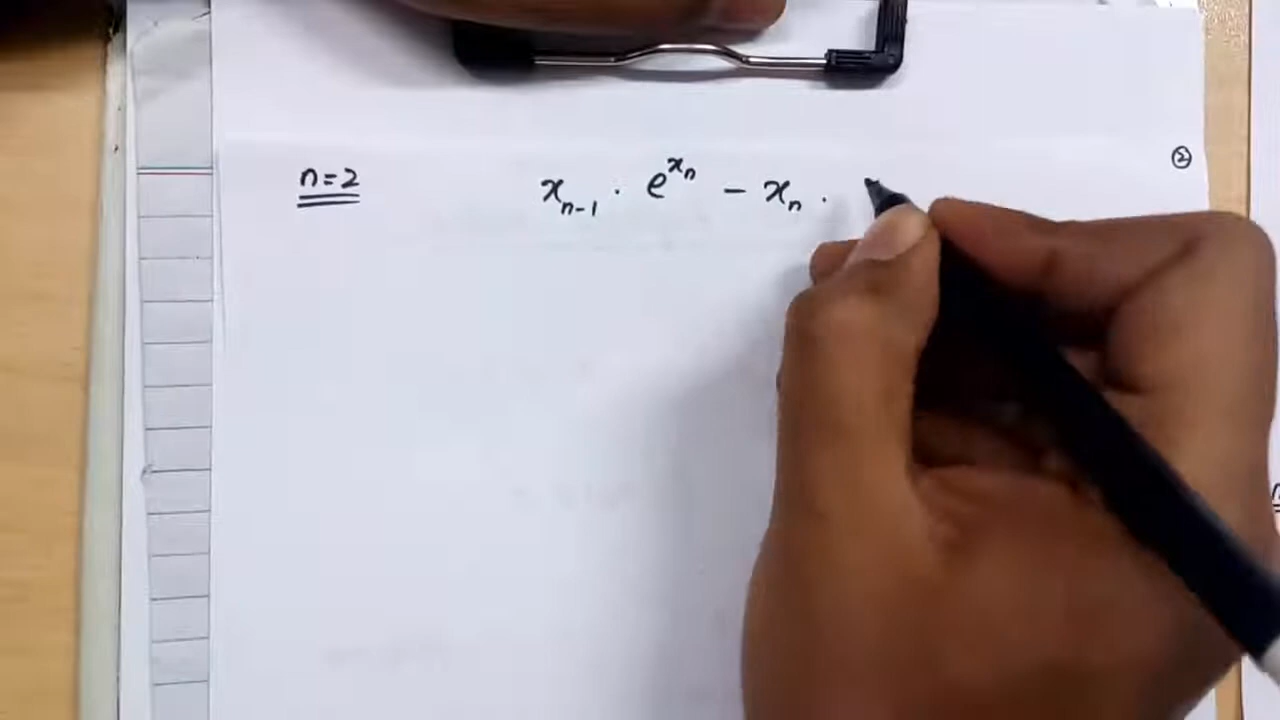 ②
n=2 x_{n-1} · e^{x_n} - x_n ·